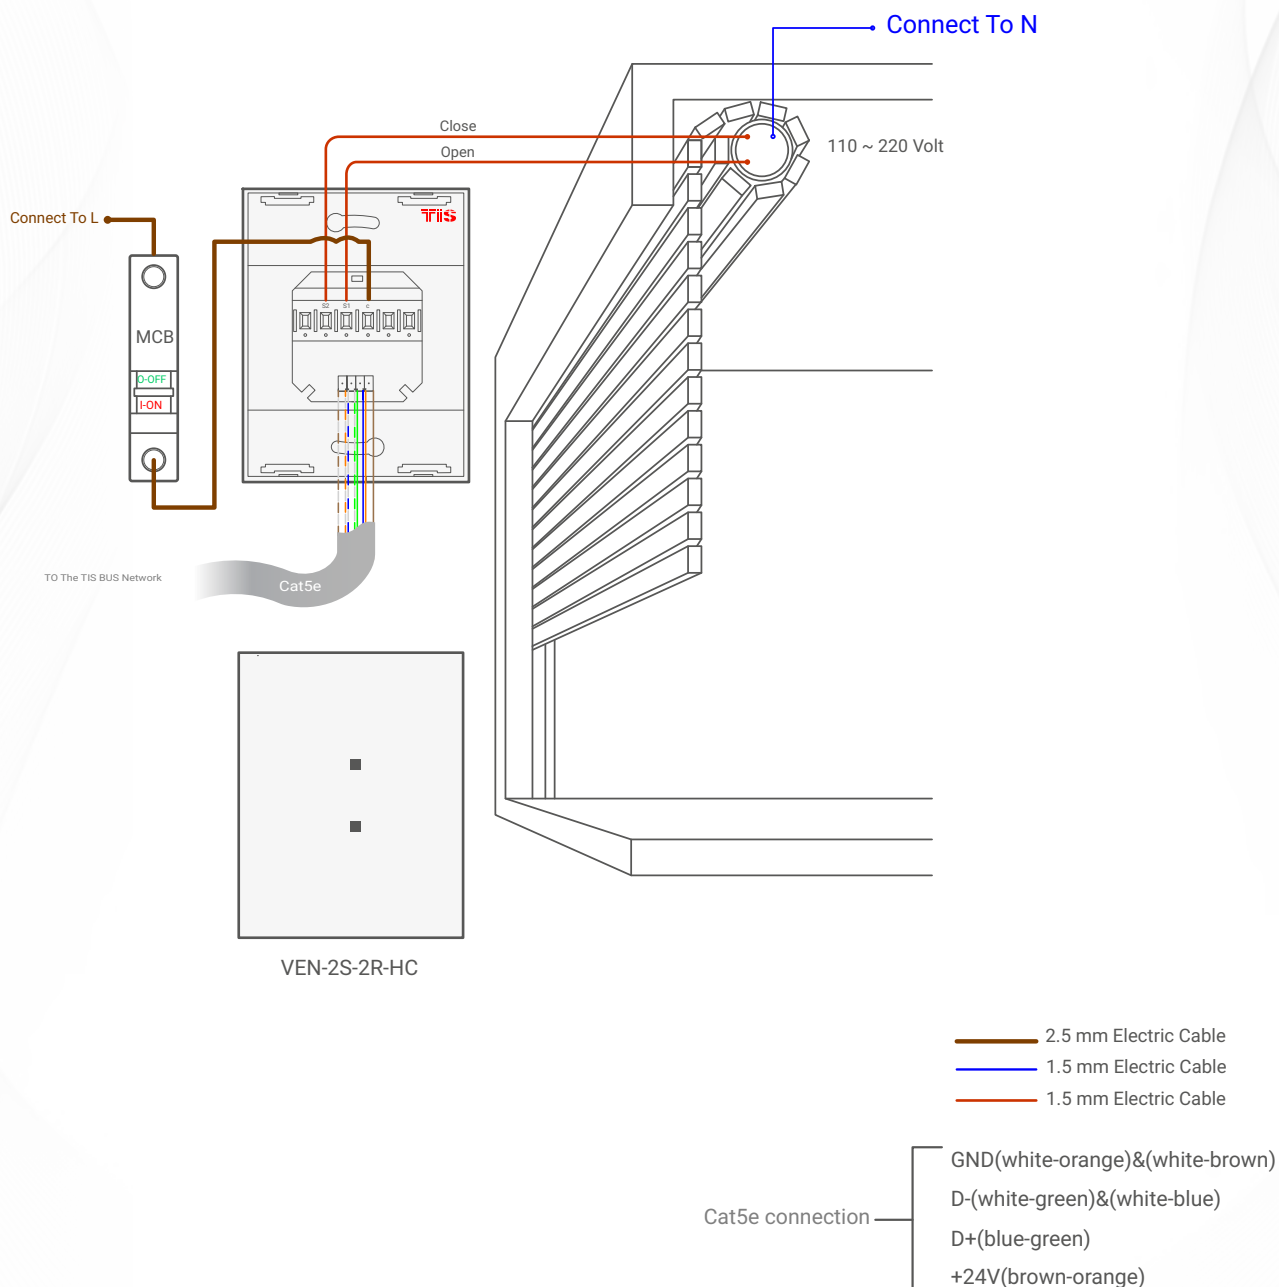 Connect To N
Close
Open
110 ~ 220 Volt
Connect To L
TIS
S2 S1 c
MCB
O-OFF
I-ON
TO The TIS BUS Network
Cat5e
VEN-2S-2R-HC
2.5 mm Electric Cable
1.5 mm Electric Cable
1.5 mm Electric Cable
GND(white-orange)&(white-brown)
D-(white-green)&(white-blue)
Cat5e connection
D+(blue-green)
+24V(brown-orange)